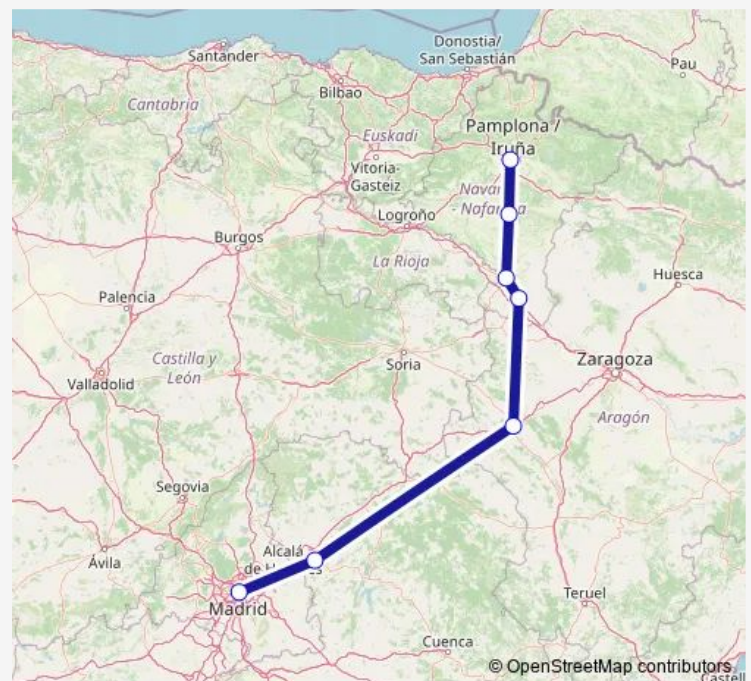 Santander
Donostia/
San Sebastián
Pau
Bilbao
Cantabria
Pamplona /
Iruña
Euskadi
Vitoria-
Gasteiz
Logroño
Burgos
La Rioja
Huesca
Palencia
Soria
Zaragoza
Castilla y
León
Valladolid
Aragón
Segovia
Alcalá
Ávila
Madrid
Teruel
Cuenca
© OpenStreetMap contributors